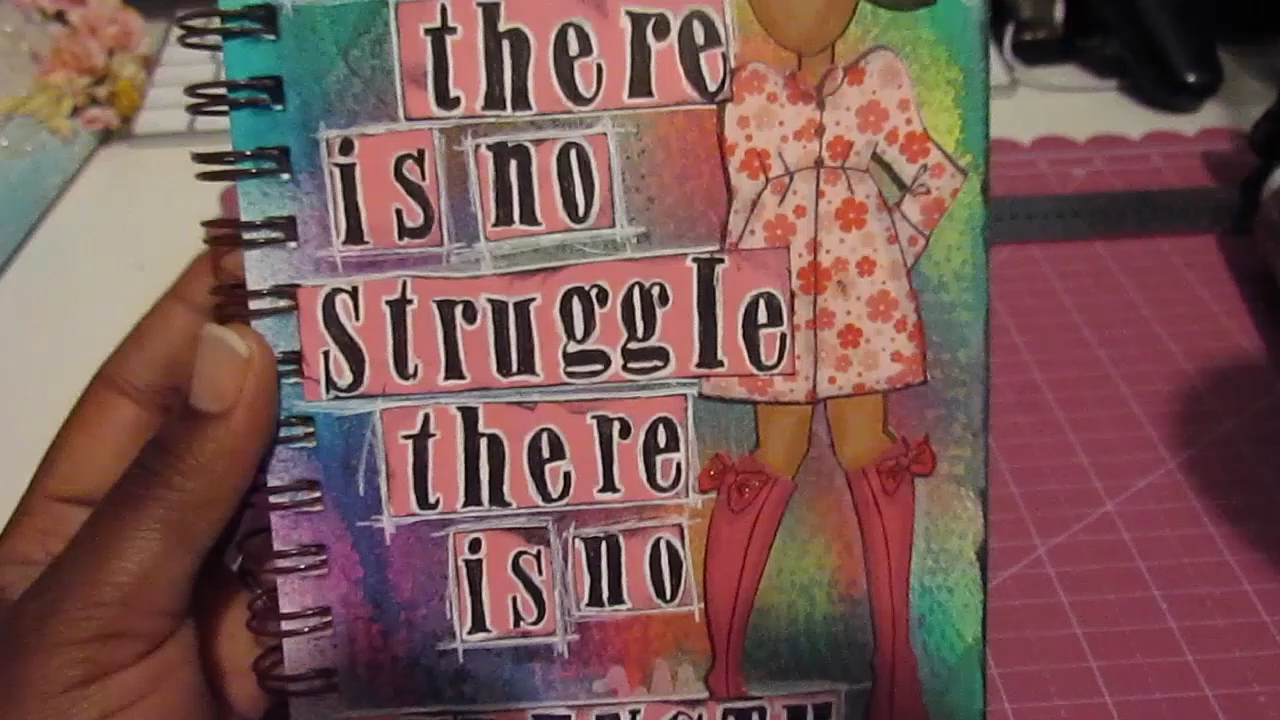 there
is no
Struggle
there
is no